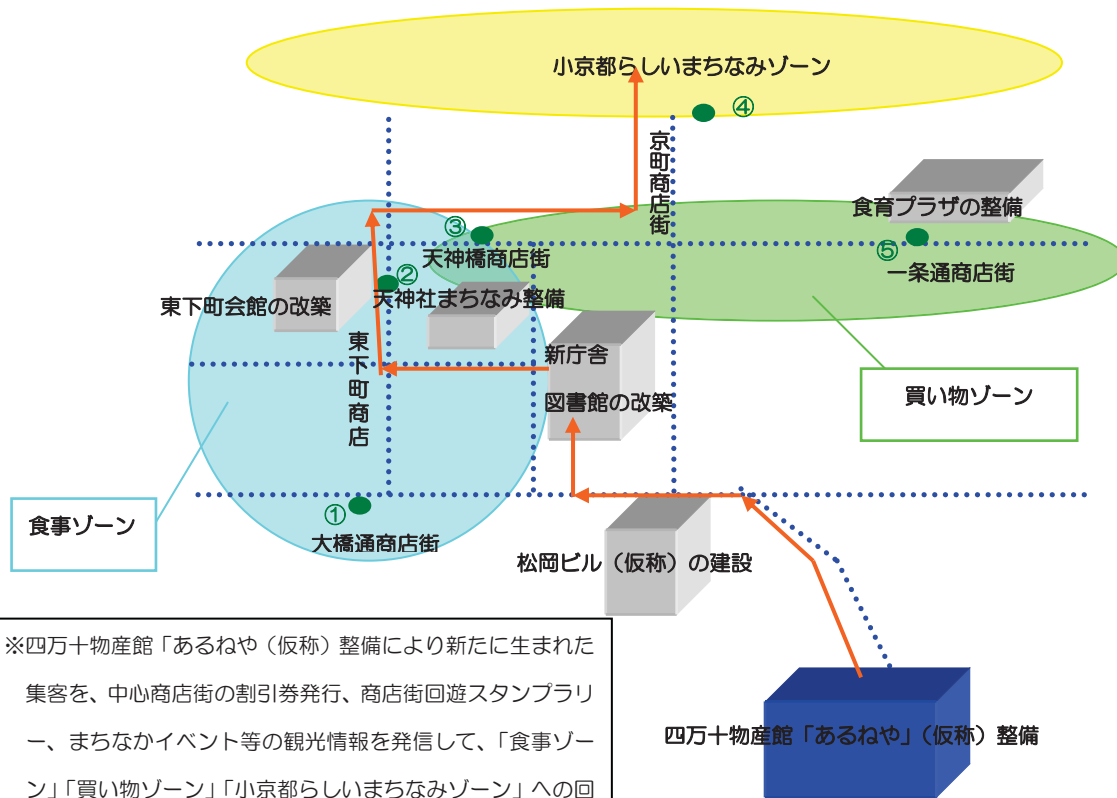 小京都らしいまちなみゾーン
④
京町商店街
食育プラザの整備
③
天神橋商店街
⑤
一条通商店街
②
東下町会館の改築
天神社まちなみ整備
東下町商店
新庁舎
図書館の改築
買い物ゾーン
食事ゾーン
①
大橋通商店街
松岡ビル（仮称）の建設
四万十物産館「あるねや」（仮称）整備
※四万十物産館「あるねや（仮称）整備により新たに生まれた
集客を、中心商店街の割引券発行、商店街回遊スタンプラリ
ー、まちなかイベント等の観光情報を発信して、「食事ゾー
ン」「買い物ゾーン」「小京都らしいまちなみゾーン」への回